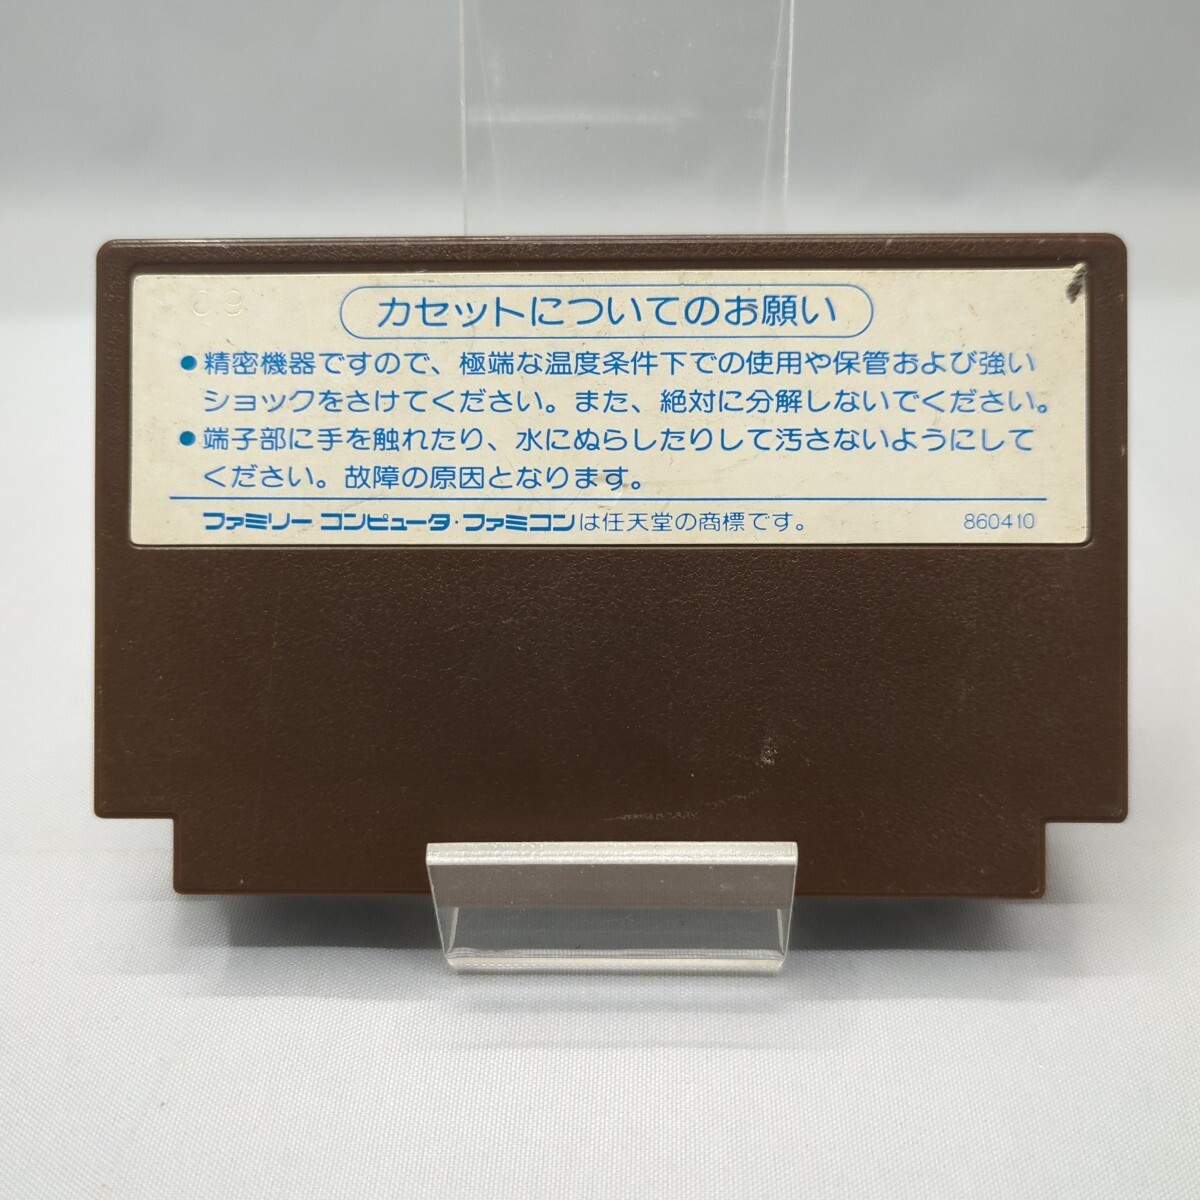 カセットについてのお願い
●精密機器ですので、極端な温度条件下での使用や保管および強い
ショックをさけてください。また、絶対に分解しないでください。
●端子部に手を触れたり、水にぬらしたりして汚さないようにして
ください。故障の原因となります。
ファミリー コンピュータ・ファミコンは任天堂の商標です。 860410